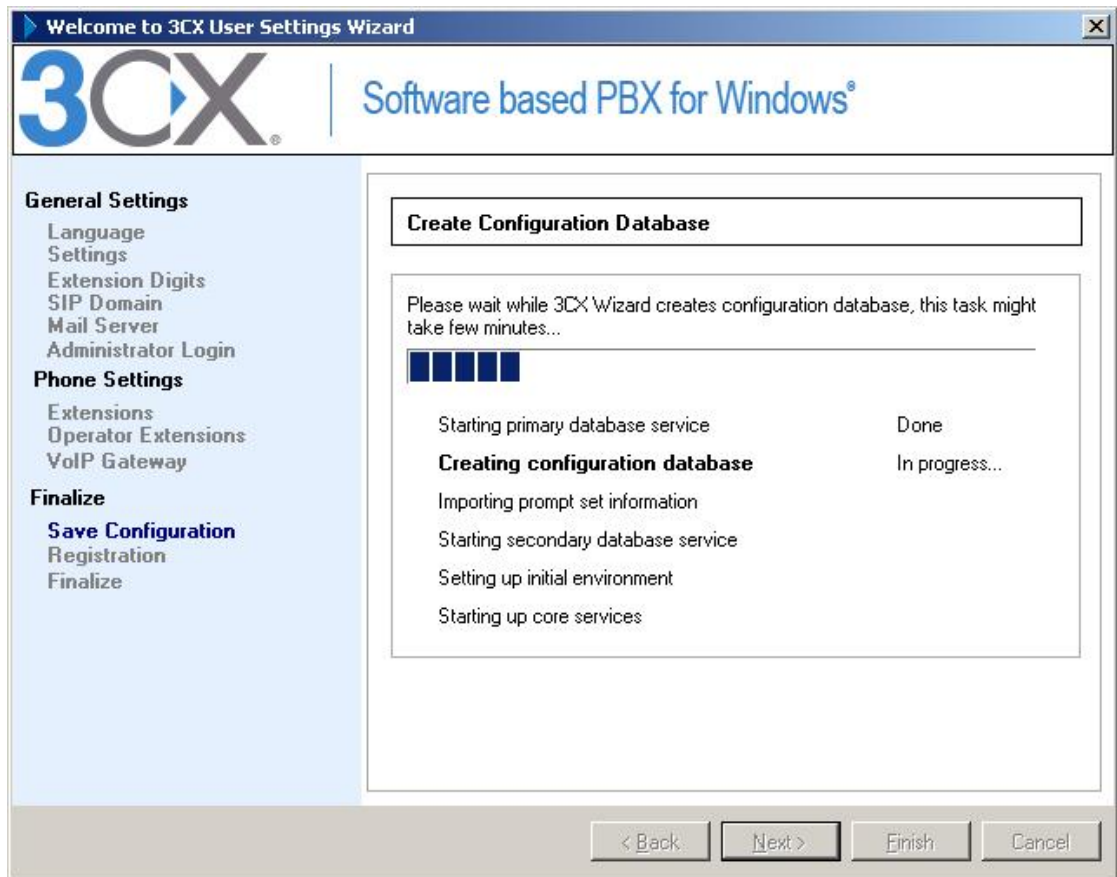 Welcome to 3CX User Settings Wizard
3CX®
Software based PBX for Windows®
General Settings
Language
Settings
Extension Digits
SIP Domain
Mail Server
Administrator Login
Phone Settings
Extensions
Operator Extensions
VoIP Gateway
Finalize
Save Configuration
Registration
Finalize
Create Configuration Database
Please wait while 3CX Wizard creates configuration database, this task might
take few minutes...
Starting primary database service Done
Creating configuration database In progress...
Importing prompt set information
Starting secondary database service
Setting up initial environment
Starting up core services
< Back Next > Finish Cancel